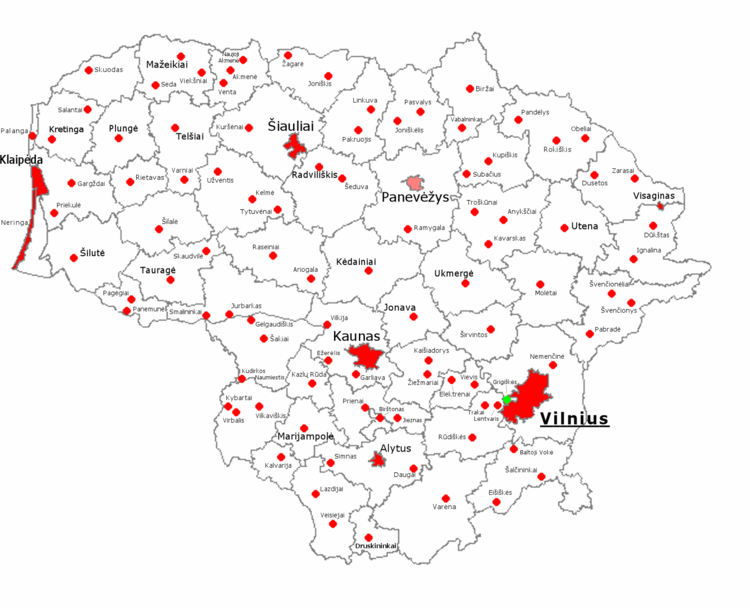 Skuodas
Mažeikiai
Naujoji
Akmenė
Akmenė
Viekšniai
Seda
Venta
Žagarė
Joniškis
Biržai
Salantai
Linkuva
Pasvalys
Pandėlys
Palanga
Kretinga
Plungė
Telšiai
Kuršėnai
Šiauliai
Pakruojis
Joniškėlis
Vabalninkas
Obeliai
Rokiškis
Klaipėda
Gargždai
Rietavas
Varniai
Užventis
Radviliškis
Šeduva
Kupiškis
Subačius
Dusetos
Zarasai
Visaginas
Panevėžys
Kelmė
Tytuvėnai
Priekulė
Neringa
Šilalė
Ramygala
Troškūnai
Anykščiai
Kavarskas
Utena
Dūkštas
Ignalina
Šilutė
Skaudvilė
Raseiniai
Tauragė
Ariogala
Kėdainiai
Ukmergė
Molėtai
Švenčionėliai
Švenčionys
Pagėgiai
Panemunė
Smalininkai
Jurbarkas
Gelgaudiškis
Vilkija
Jonava
Širvintos
Pabradė
Šakiai
Kaunas
Ežerėlis
Garliava
Kaišiadorys
Žiežmariai
Vievis
Elektrėnai
Grigiškės
Nemenčinė
Kudirkos
Naumiestis
Kazlų Rūda
Kybartai
Virbalis
Vilkaviškis
Prienai
Birštonas
Jieznas
Trakai
Lentvaris
Vilnius
Marijampolė
Kalvarija
Simnas
Alytus
Daugai
Rūdiškės
Baltoji Vokė
Šalčininkai
Eišiškės
Lazdijai
Veisiejai
Varėna
Druskininkai